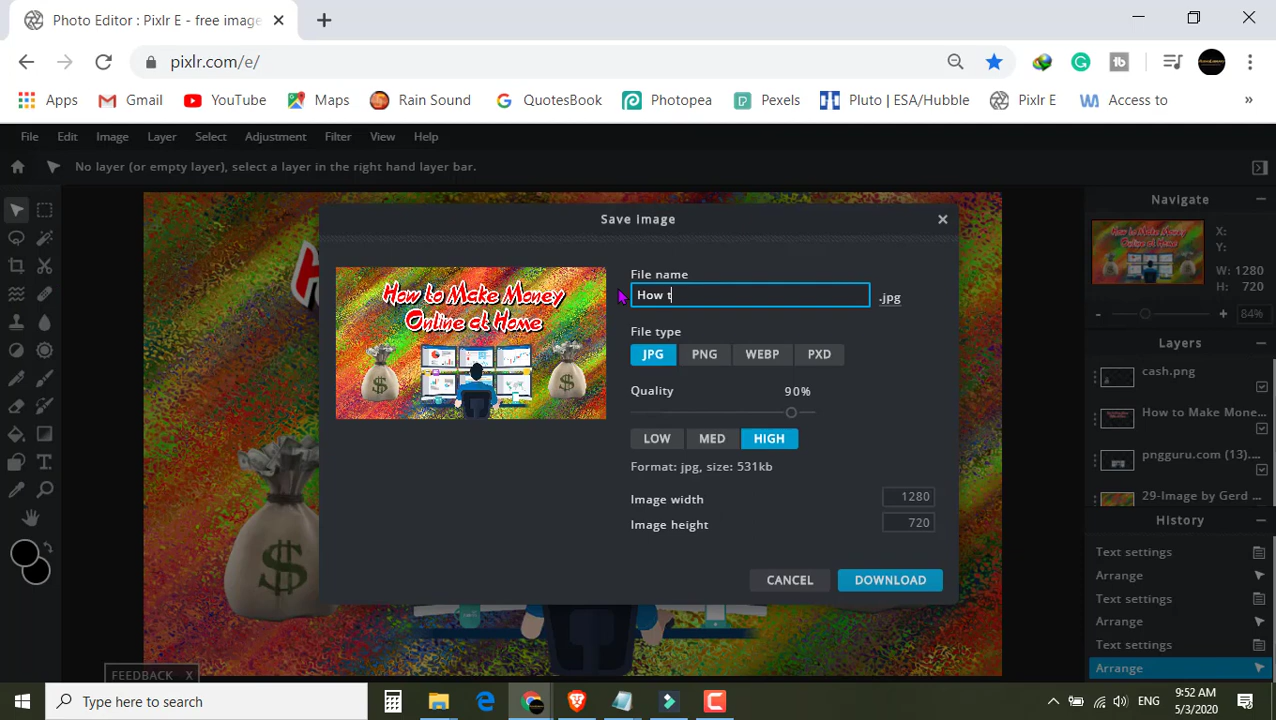 Photo Editor : Pixlr E - free image
pixlr.com/e/
Apps
Gmail
YouTube
Maps
Rain Sound
QuotesBook
Photopea
Pexels
Pluto | ESA/Hubble
Pixlr E
Access to
»
File
Edit
Image
Layer
Select
Adjustment
Filter
View
Help
No layer (or empty layer), select a layer in the right hand layer bar.
Save Image
Navigate
X:
Y:
W: 1280
H: 720
84%
File name
How t
.jpg
How to Make Money
Online at Home
File type
JPG
PNG
WEBP
PXD
Quality
90%
LOW
MED
HIGH
Format: jpg, size: 531kb
Image width
1280
Image height
720
CANCEL
DOWNLOAD
Layers
cash.png
How to Make Mone...
pngguru.com (13)...
29-Image by Gerd
History
Text settings
Arrange
Text settings
Arrange
Text settings
Arrange
FEEDBACK X
Type here to search
ENG
9:52 AM
5/3/2020